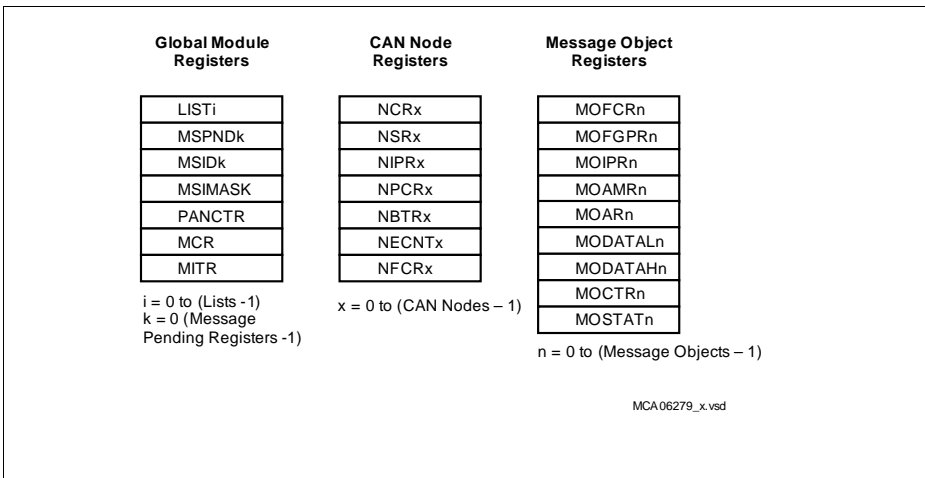 Global Module
Registers
CAN Node
Registers
Message Object
Registers
LISTi
MSPNDk
MSIDk
MSIMASK
PANCTR
MCR
MITR
i = 0 to (Lists -1)
k = 0 (Message
Pending Registers -1)
NCRx
NSRx
NIPRx
NPCRx
NBTRx
NECNTx
NFCRx
x = 0 to (CAN Nodes – 1)
MOFCRn
MOFGPRn
MOIPRn
MOAMRn
MOARn
MODATALn
MODATAHn
MOCTRn
MOSTATn
n = 0 to (Message Objects – 1)
MCA06279_x.vsd